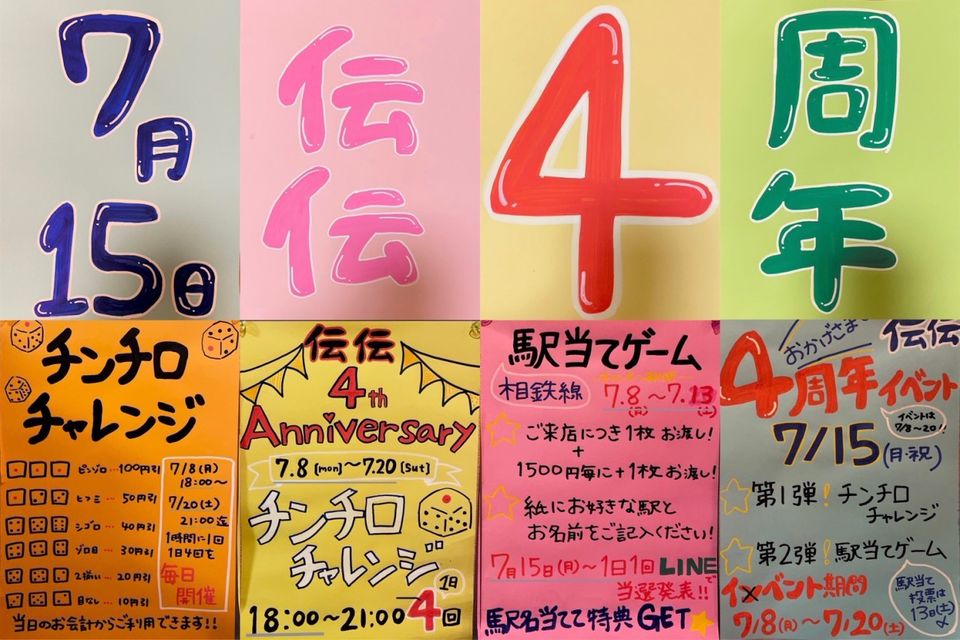 7月
15日
伝
伝
4
周
年
チンチロ
チャレンジ
ピンゾロ…100円引
ヒフミ…50円引
シゴロ…40円引
ゾロ目…30円引
2揃い…20円引
目なし…10円引
7/8(月)
18:00〜
7/20(土)
21:00迄
1時間に1回
1日4回を
毎日
開催
当日のお会計からご利用できます!!
伝伝
4th
Anniversary
7.8(mon)〜7.20(Sut)
チンチロ
チャレンジ
1日
18:00〜21:00 4回
駅当てゲーム
相鉄線
7.8〜7.13
(月) (土)
ご来店につき1枚お渡し!
+
1500円毎に+1枚お渡し!
紙にお好きな駅と
お名前をご記入ください!
7月15日(月)〜1日1回LINEで
当選発表!!
駅名当てて特典GET
おかげさまで
伝伝
4周年イベント
イベントは
7/8〜20!!
7/15(月・祝)
第1弾!チンチロ
チャレンジ
第2弾!駅当てゲーム
イベント期間
7/8(月)〜7/20(土)
駅当て
投票は
13日(土)
〆